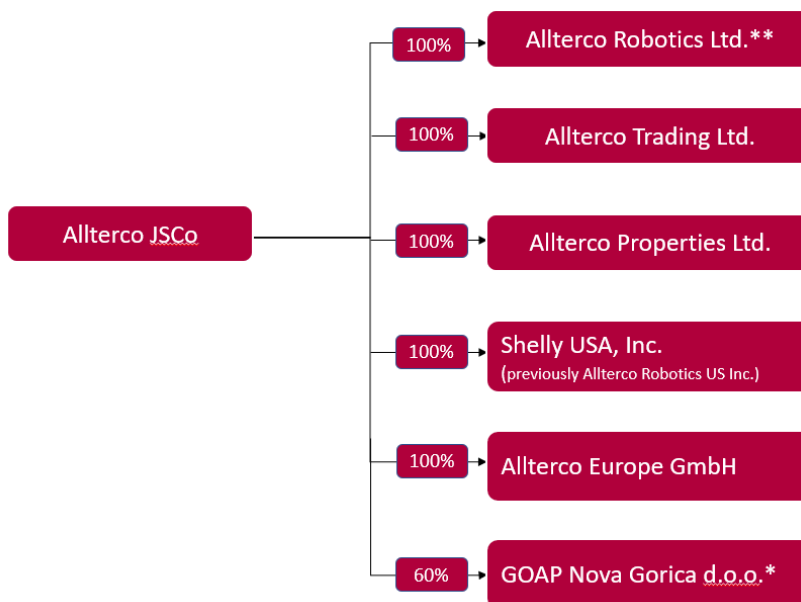 100%
Allterco Robotics Ltd.**
100%
Allterco Trading Ltd.
Allterco JSCo
100%
Allterco Properties Ltd.
100%
Shelly USA, Inc.
(previously Allterco Robotics US Inc.)
100%
Allterco Europe GmbH
60%
GOAP Nova Gorica d.o.o.*